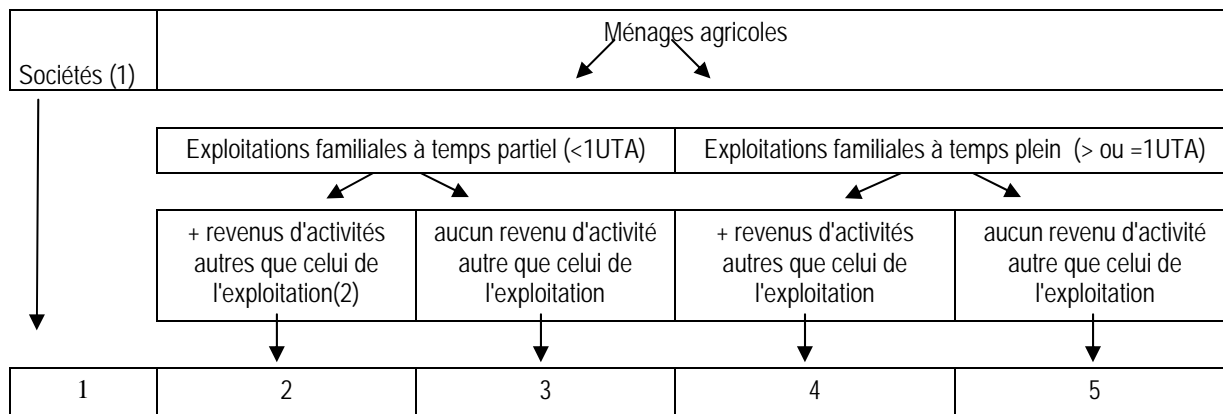 Ménages agricoles
Sociétés (1)
Exploitations familiales à temps partiel (<1UTA)
Exploitations familiales à temps plein (> ou =1UTA)
+ revenus d'activités
autres que celui de
l'exploitation(2)
aucun revenu d'activité
autre que celui de
l'exploitation
+ revenus d'activités
autres que celui de
l'exploitation
aucun revenu d'activité
autre que celui de
l'exploitation
1
2
3
4
5